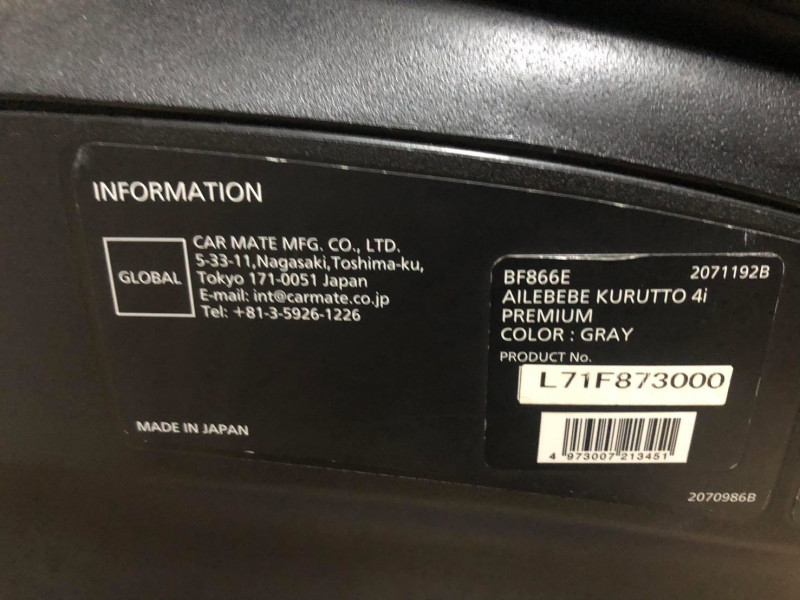 INFORMATION
GLOBAL
CAR MATE MFG. CO., LTD.
5-33-11,Nagasaki,Toshima-ku,
Tokyo 171-0051 Japan
E-mail: int@carmate.co.jp
Tel: +81-3-5926-1226
MADE IN JAPAN
BF866E 2071192B
AILEBEBE KURUTTO 4i
PREMIUM
COLOR : GRAY
PRODUCT No.
L71F873000
4 973007 213451
2070986B